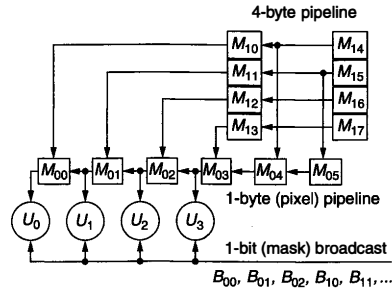 4-byte pipeline
M10 M14
M11 M15
M12 M16
M13 M17
M00 M01 M02 M03 M04 M05
1-byte (pixel) pipeline
U0 U1 U2 U3
1-bit (mask) broadcast
B00, B01, B02, B10, B11,...